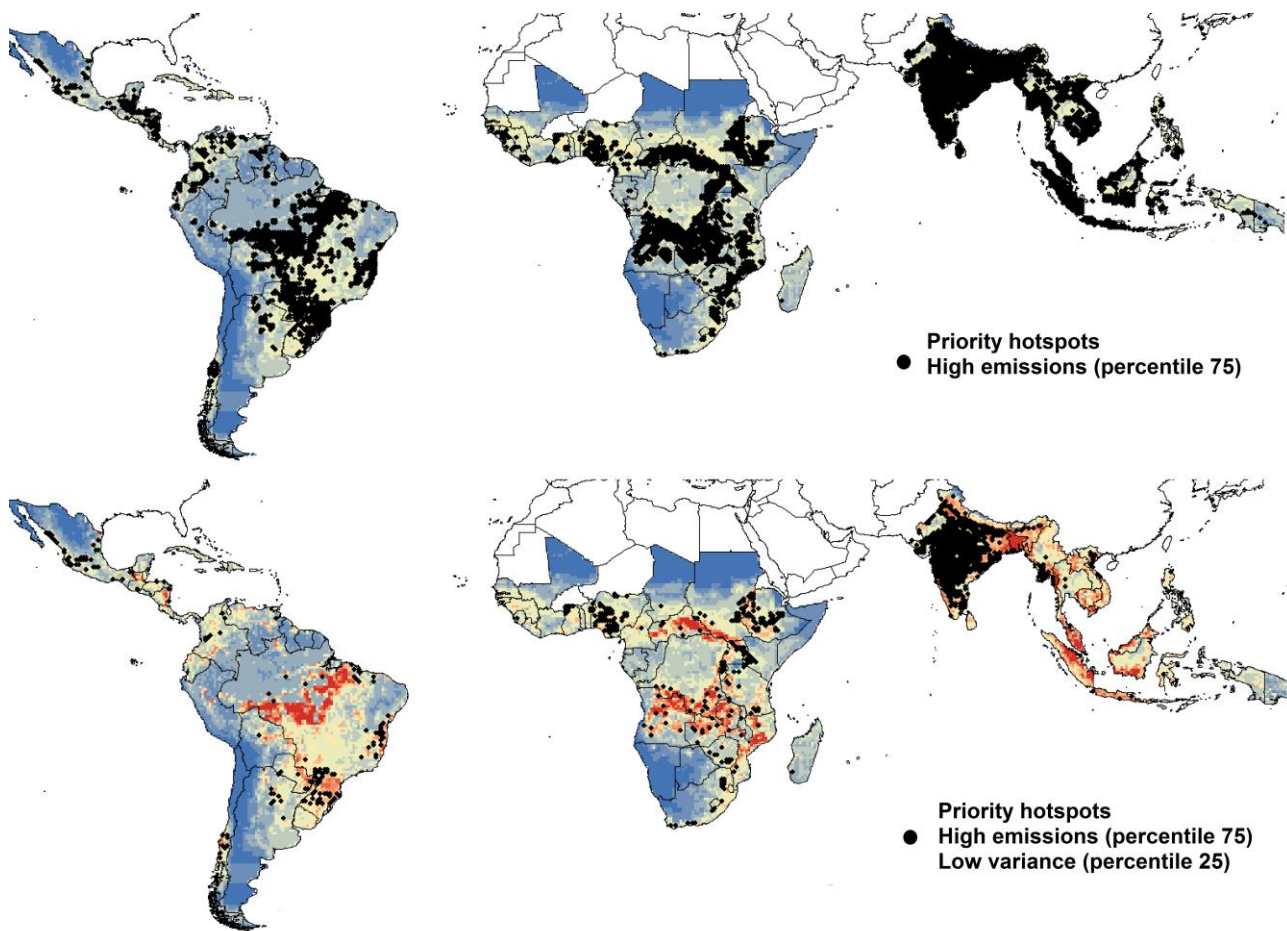 Priority hotspots
High emissions (percentile 75)
Priority hotspots
High emissions (percentile 75)
Low variance (percentile 25)